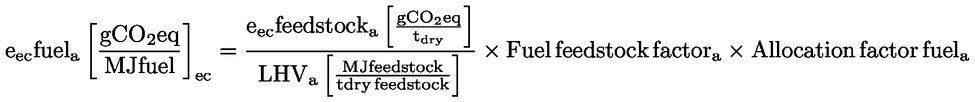 e_ec fuel_a [gCO₂eq / MJfuel]_ec = (e_ec feedstock_a [gCO₂eq / t_dry]) / (LHV_a [MJfeedstock / tdry feedstock]) × Fuel feedstock factor_a × Allocation factor fuel_a